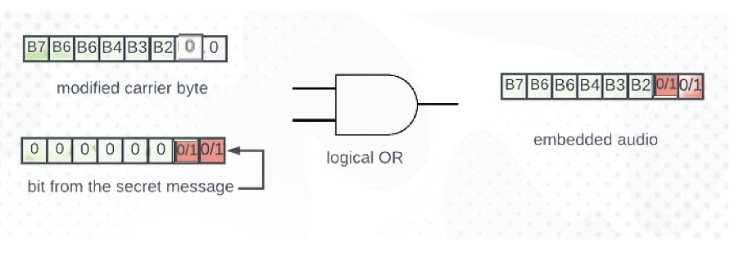 B7 B6 B6 B4 B3 B2 0 0
modified carrier byte
0 0 0 0 0 0 0/1 0/1
bit from the secret message
logical OR
B7 B6 B6 B4 B3 B2 0/1 0/1
embedded audio